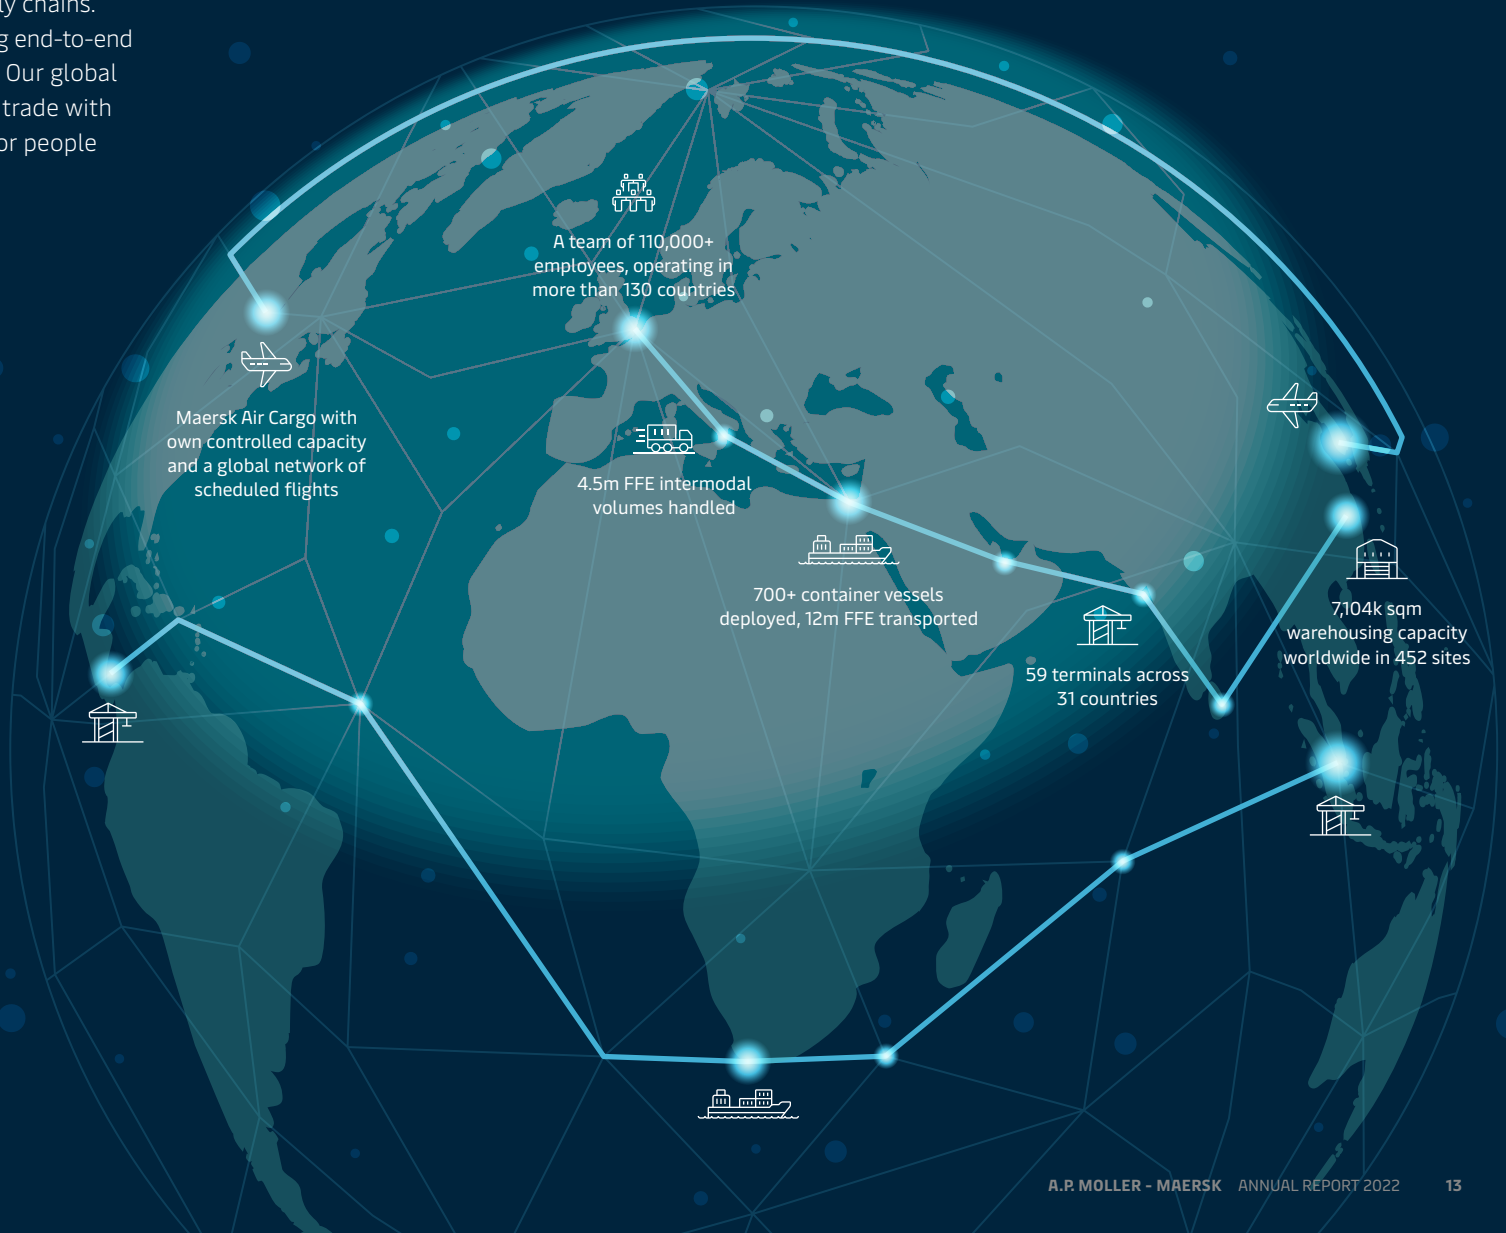 ly chains.
g end-to-end
Our global
trade with
or people
A team of 110,000+
employees, operating in
more than 130 countries
Maersk Air Cargo with
own controlled capacity
and a global network of
scheduled flights
4.5m FFE intermodal
volumes handled
700+ container vessels
deployed, 12m FFE transported
59 terminals across
31 countries
7,104k sqm
warehousing capacity
worldwide in 452 sites
A.P. MOLLER - MAERSK ANNUAL REPORT 2022 13